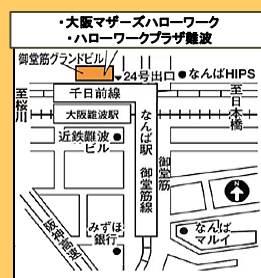 ・大阪マザーズハローワーク
・ハローワークプラザ難波
御堂筋グランドビル
24号出口
なんばHIPS
至桜川
千日前線
至日本橋
大阪難波駅
近鉄難波
ビル
なんば駅
御堂筋線
御堂筋
阪神高速
みずほ
銀行
なんば
マルイ